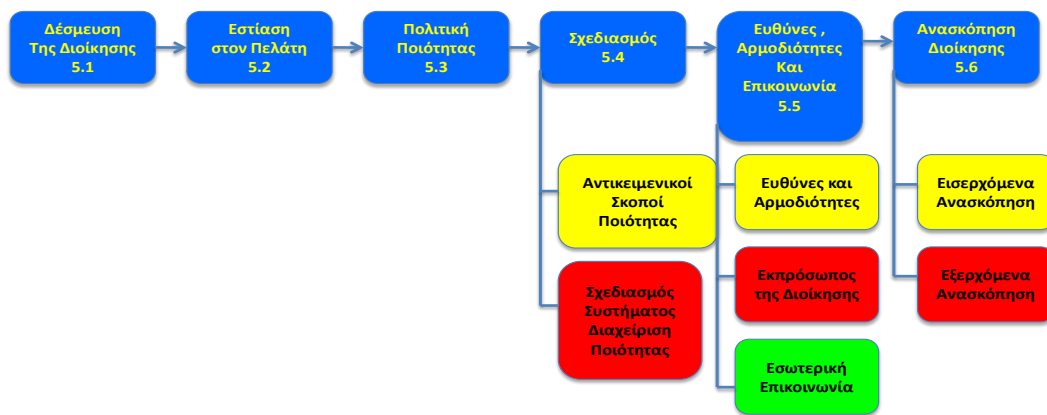 Δέσμευση
Της Διοίκησης
5.1
Εστίαση
στον Πελάτη
5.2
Πολιτική
Ποιότητας
5.3
Σχεδιασμός
5.4
Ευθύνες ,
Αρμοδιότητες
Και
Επικοινωνία
5.5
Ανασκόπηση
Διοίκησης
5.6
Αντικειμενικοί
Σκοποί
Ποιότητας
Σχεδιασμός
Συστήματος
Διαχείριση
Ποιότητας
Ευθύνες και
Αρμοδιότητες
Εκπρόσωπος
της Διοίκησης
Εσωτερική
Επικοινωνία
Εισερχόμενα
Ανασκόπηση
Εξερχόμενα
Ανασκόπηση